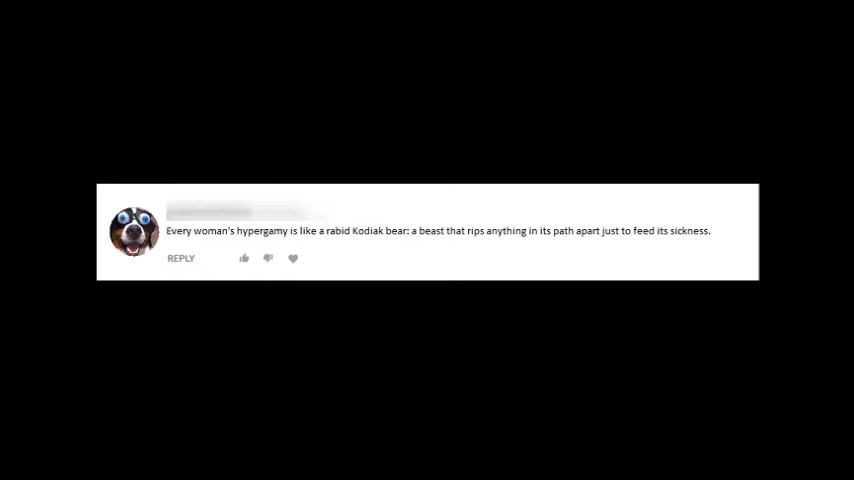 Every woman's hypergamy is like a rabid Kodiak bear: a beast that rips anything in its path apart just to feed its sickness.
REPLY